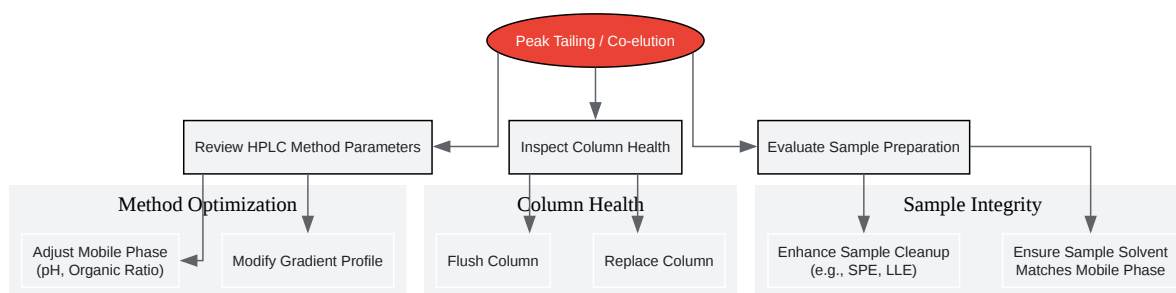 Peak Tailing / Co-elution
Review HPLC Method Parameters
Inspect Column Health
Evaluate Sample Preparation
Method Optimization
Column Health
Sample Integrity
Adjust Mobile Phase
(pH, Organic Ratio)
Modify Gradient Profile
Flush Column
Replace Column
Enhance Sample Cleanup
(e.g., SPE, LLE)
Ensure Sample Solvent
Matches Mobile Phase